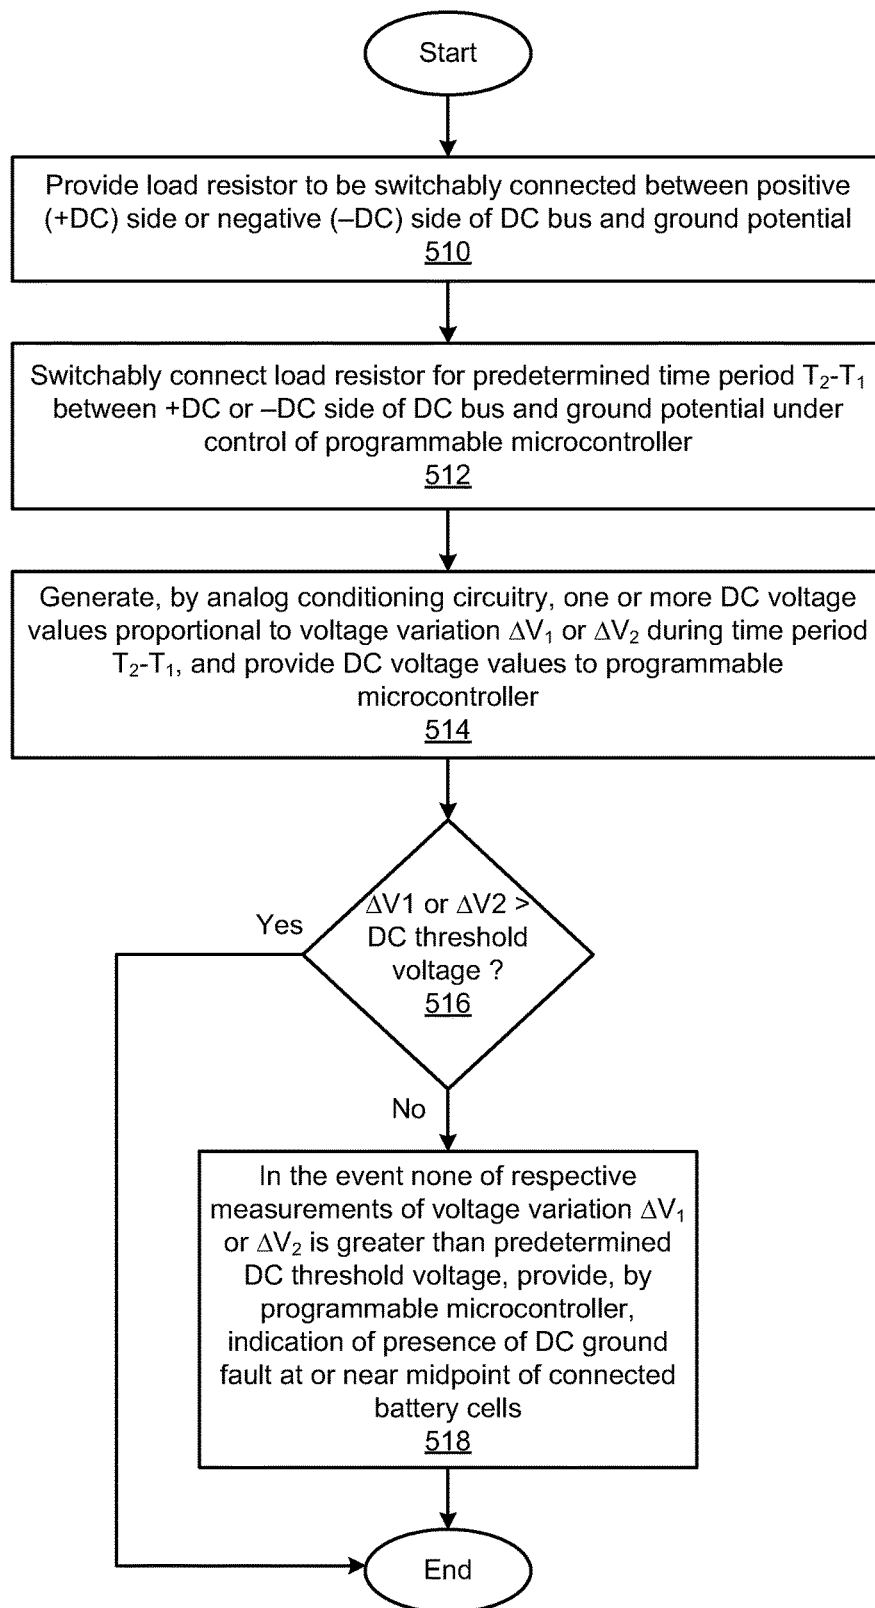 Start
Provide load resistor to be switchably connected between positive
(+DC) side or negative (–DC) side of DC bus and ground potential
510
Switchably connect load resistor for predetermined time period T₂-T₁
between +DC or –DC side of DC bus and ground potential under
control of programmable microcontroller
512
Generate, by analog conditioning circuitry, one or more DC voltage
values proportional to voltage variation ΔV₁ or ΔV₂ during time period
T₂-T₁, and provide DC voltage values to programmable
microcontroller
514
ΔV1 or ΔV2 >
DC threshold
voltage ?
516
Yes
No
In the event none of respective
measurements of voltage variation ΔV₁
or ΔV₂ is greater than predetermined
DC threshold voltage, provide, by
programmable microcontroller,
indication of presence of DC ground
fault at or near midpoint of connected
battery cells
518
End